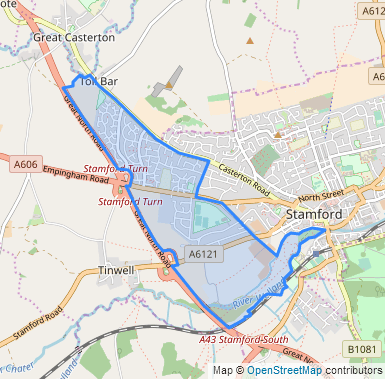 A612
ote
Great Casterton
Toll Bar
Great North Road
A6
A606
Stamford Turn
Empingham Road
Casterton Road
Stamford Turn
North Street
Stamford
Great North Road
A6121
Tinwell
River Welland
Stamford Road
A43 Stamford-South
B1081
Great No
Chater
Map © OpenStreetMap contributors